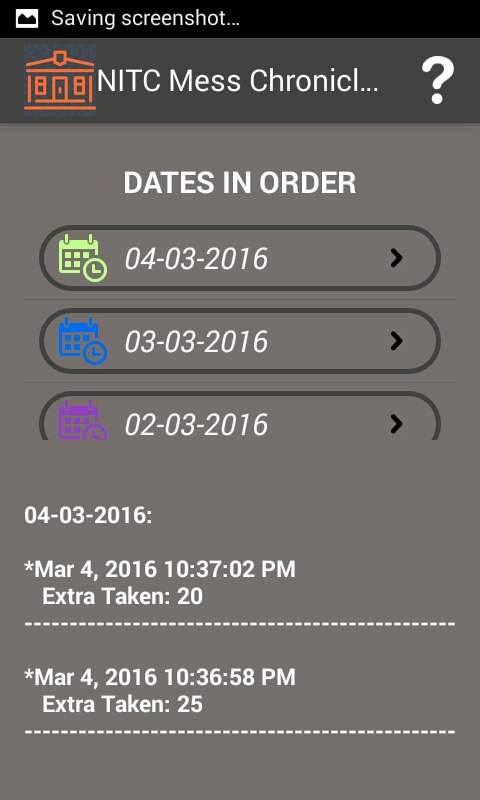 Saving screenshot...
NITC Mess Chronicl...
?
DATES IN ORDER
04-03-2016
03-03-2016
02-03-2016
04-03-2016:
*Mar 4, 2016 10:37:02 PM
Extra Taken: 20
------------------------------------------------
*Mar 4, 2016 10:36:58 PM
Extra Taken: 25
------------------------------------------------